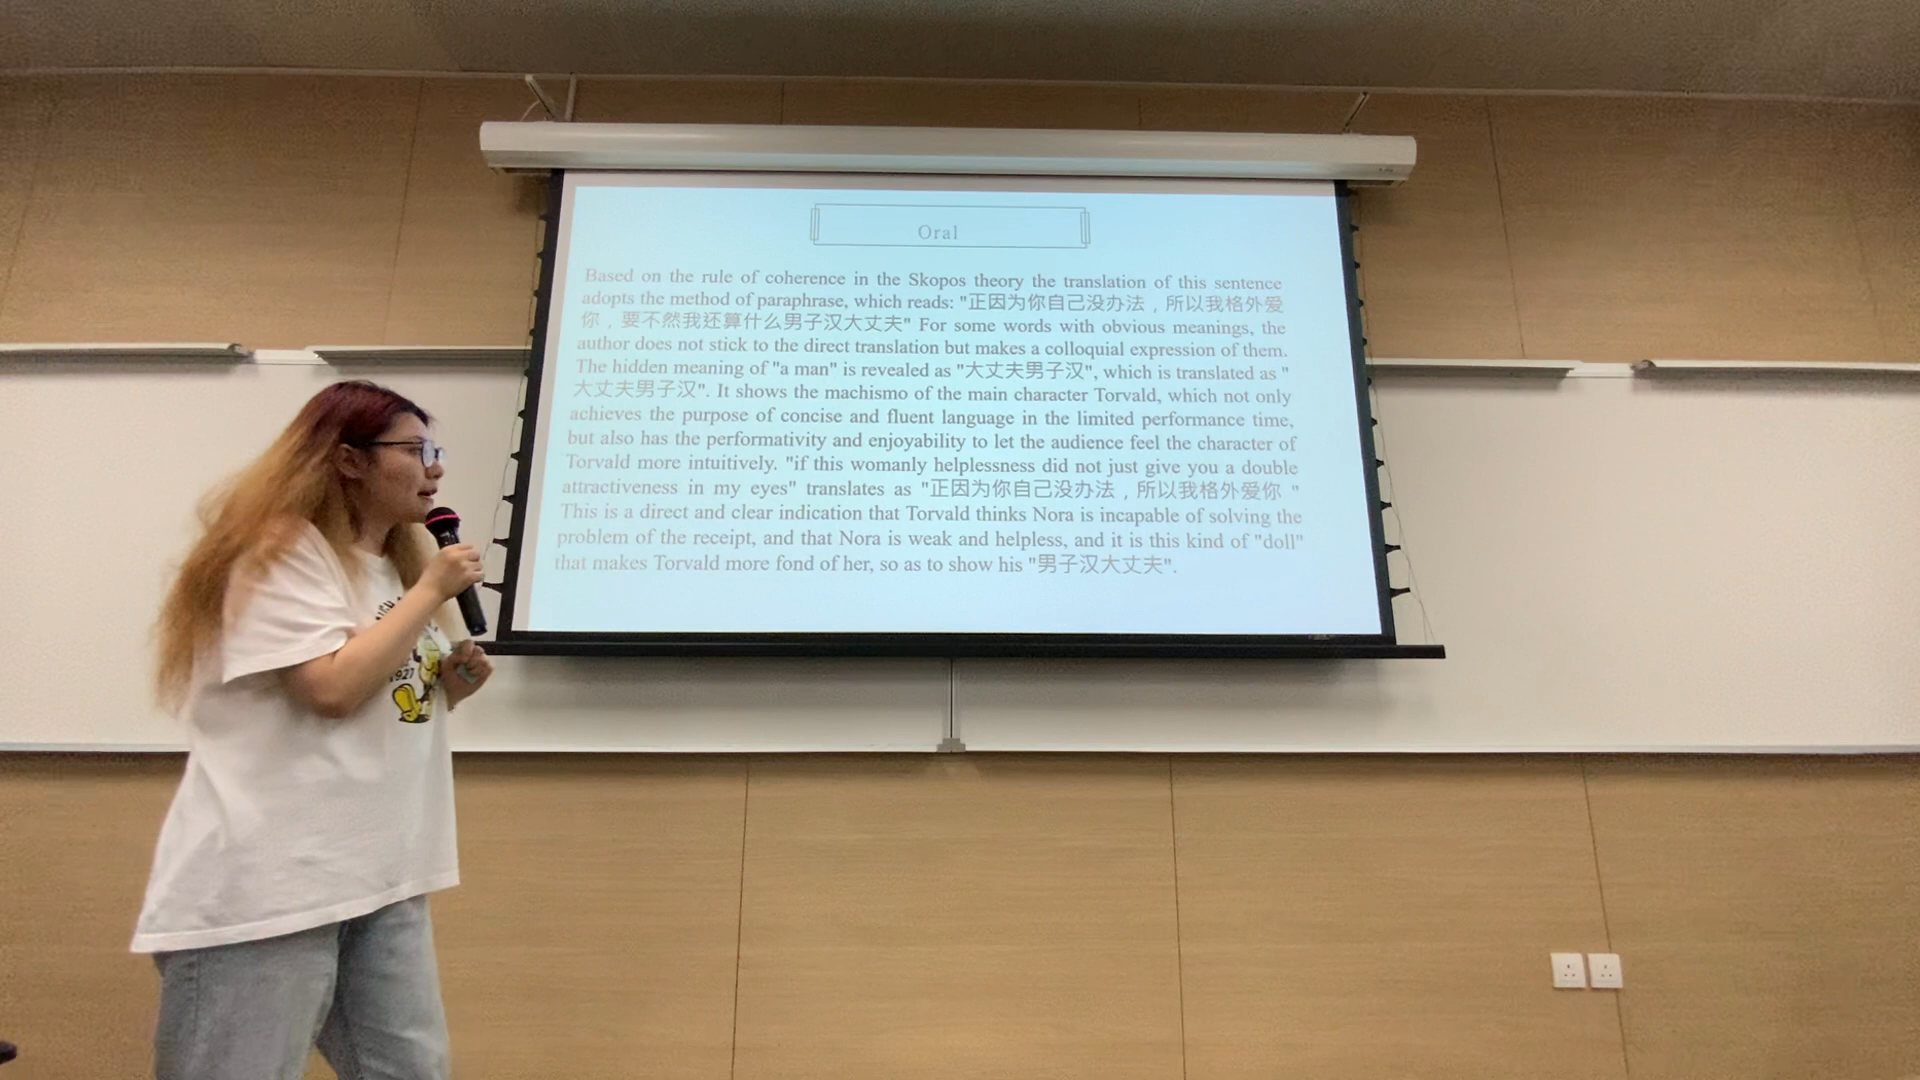 Oral
Based on the rule of coherence in the Skopos theory the translation of this sentence
adopts the method of paraphrase, which reads: "正因为你自己没办法，所以我格外爱
你，要不然我还算什么男子汉大丈夫" For some words with obvious meanings, the
author does not stick to the direct translation but makes a colloquial expression of them.
The hidden meaning of "a man" is revealed as "大丈夫男子汉", which is translated as "
大丈夫男子汉". It shows the machismo of the main character Torvald, which not only
achieves the purpose of concise and fluent language in the limited performance time,
but also has the performativity and enjoyability to let the audience feel the character of
Torvald more intuitively. "if this womanly helplessness did not just give you a double
attractiveness in my eyes" translates as "正因为你自己没办法，所以我格外爱你 "
This is a direct and clear indication that Torvald thinks Nora is incapable of solving the
problem of the receipt, and that Nora is weak and helpless, and it is this kind of "doll"
that makes Torvald more fond of her, so as to show his "男子汉大丈夫".
1927